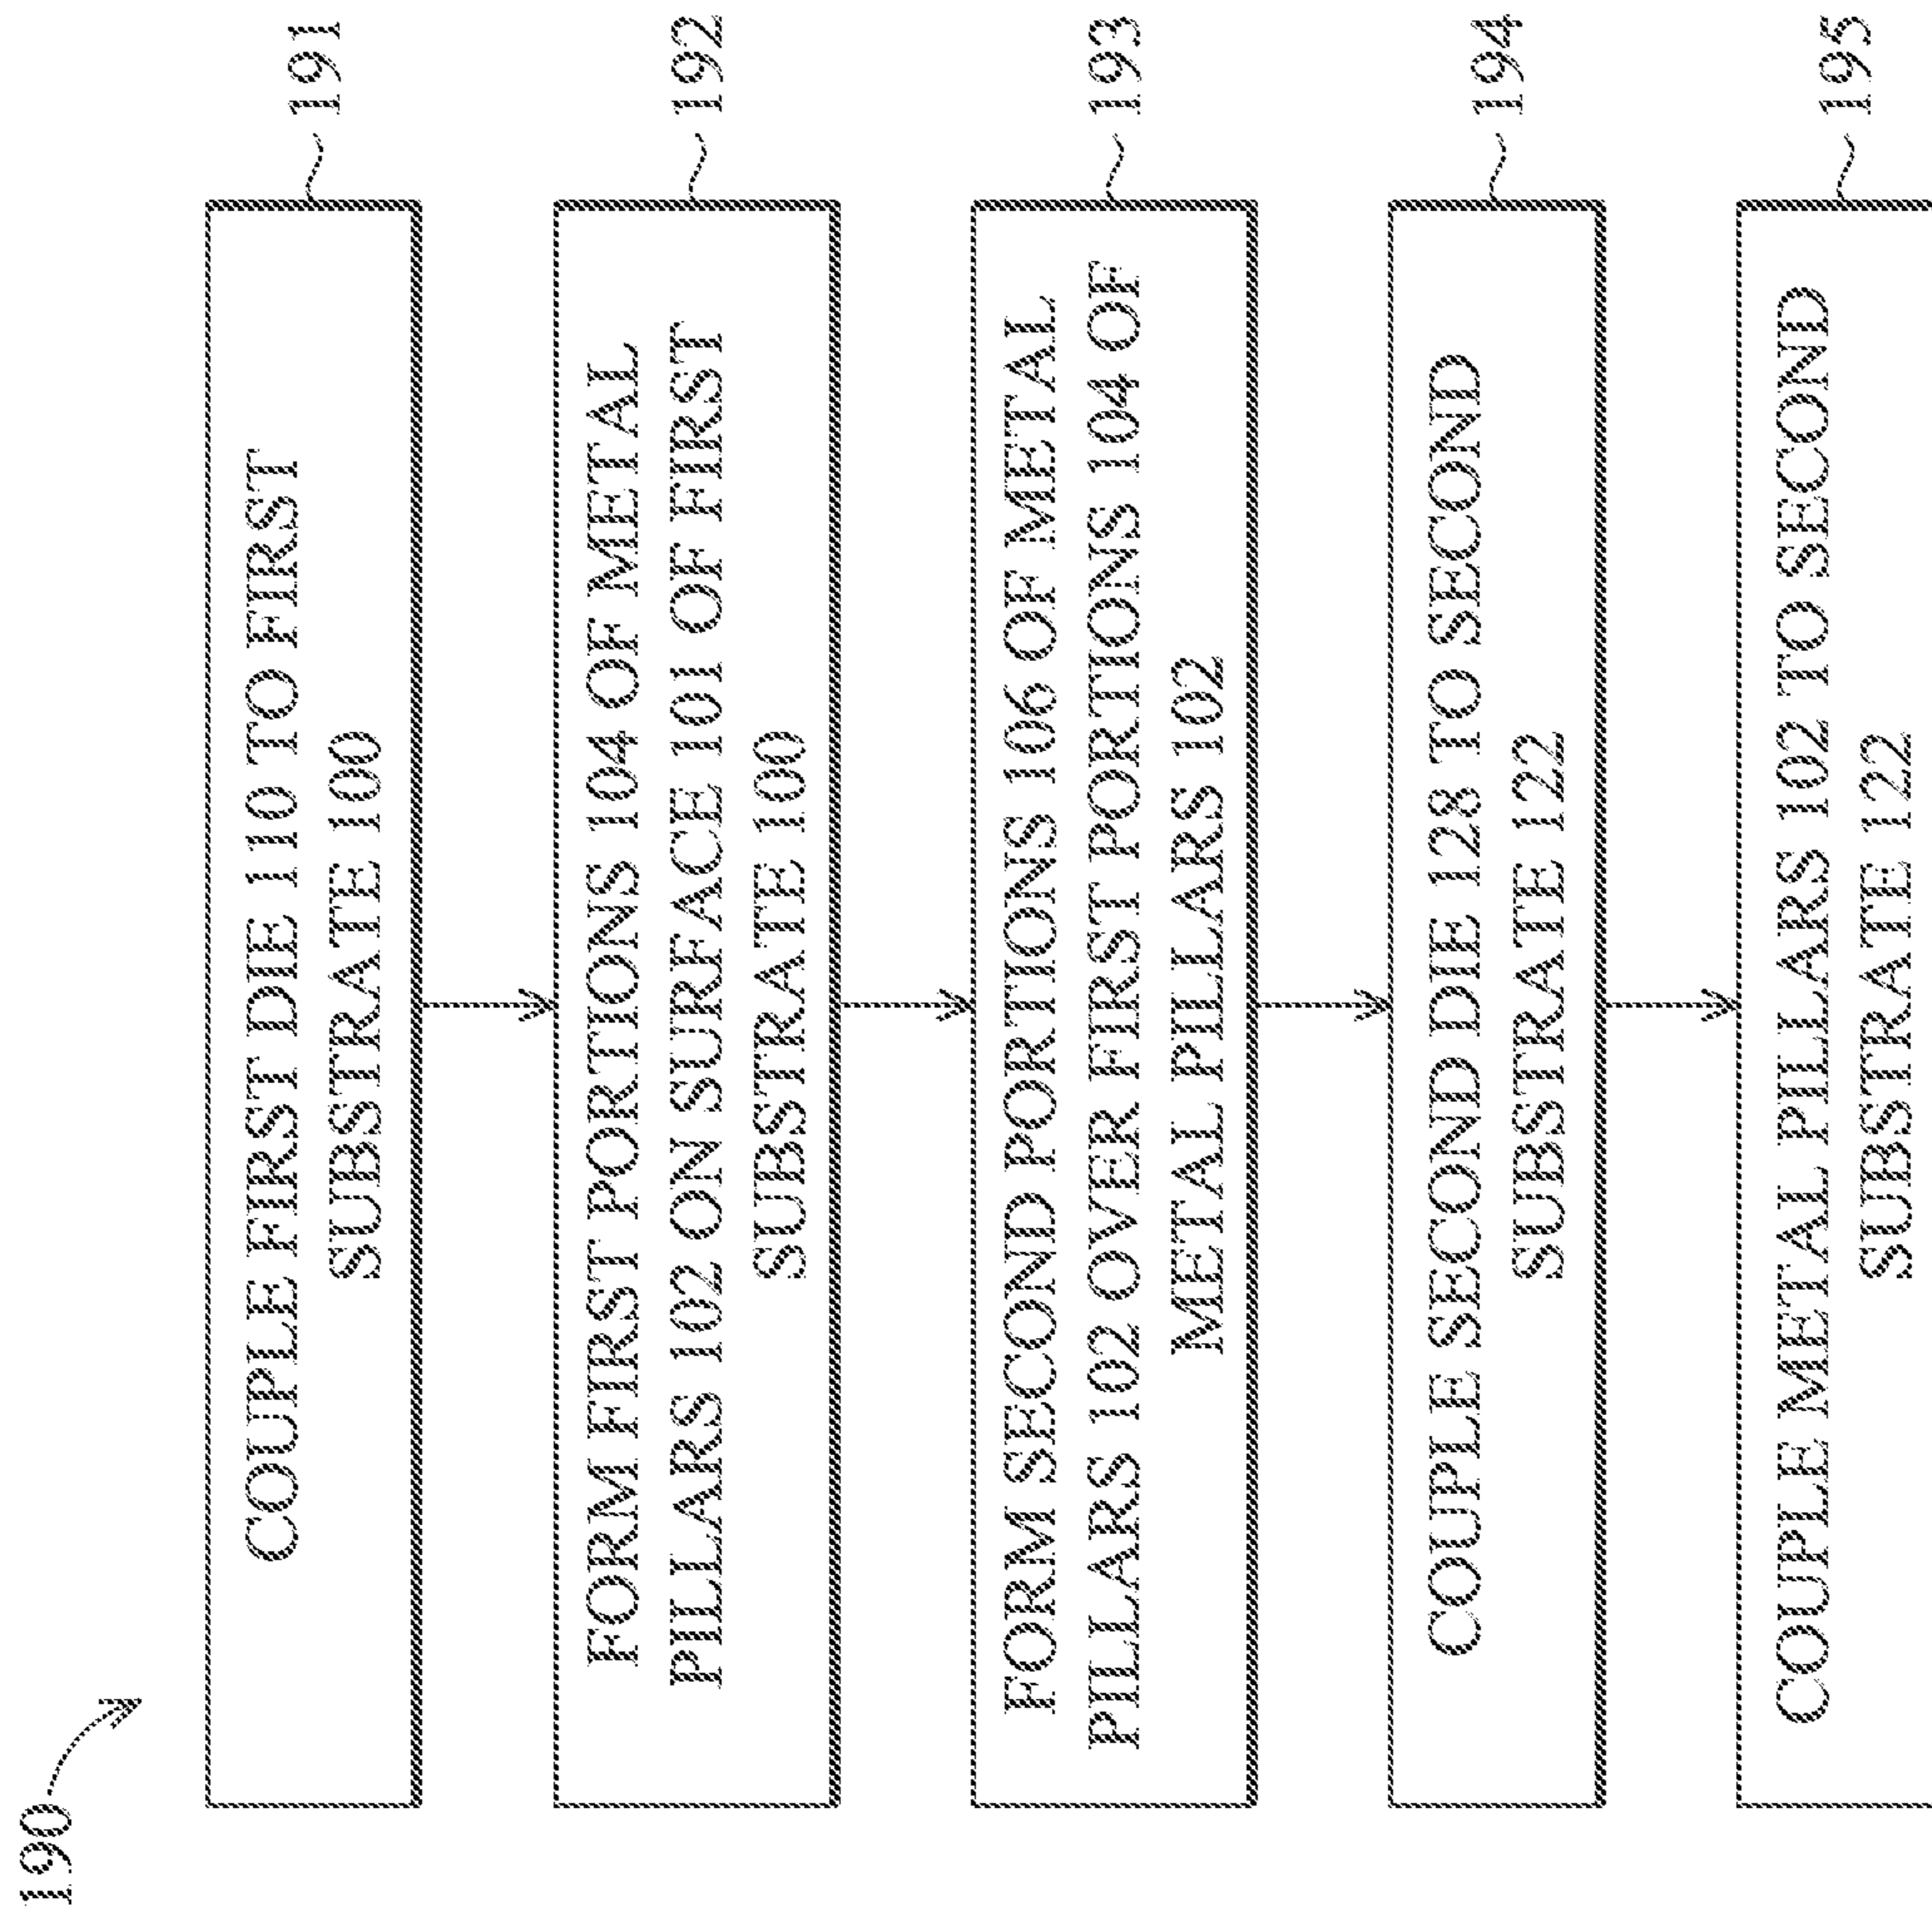 190
COUPLE FIRST DIE 110 TO FIRST
SUBSTRATE 100
191
FORM FIRST PORTIONS 104 OF METAL
PILLARS 102 ON SURFACE 101 OF FIRST
SUBSTRATE 100
192
FORM SECOND PORTIONS 106 OF METAL
PILLARS 102 OVER FIRST PORTIONS 104 OF
METAL PILLARS 102
193
COUPLE SECOND DIE 128 TO SECOND
SUBSTRATE 122
194
COUPLE METAL PILLARS 102 TO SECOND
SUBSTRATE 122
195